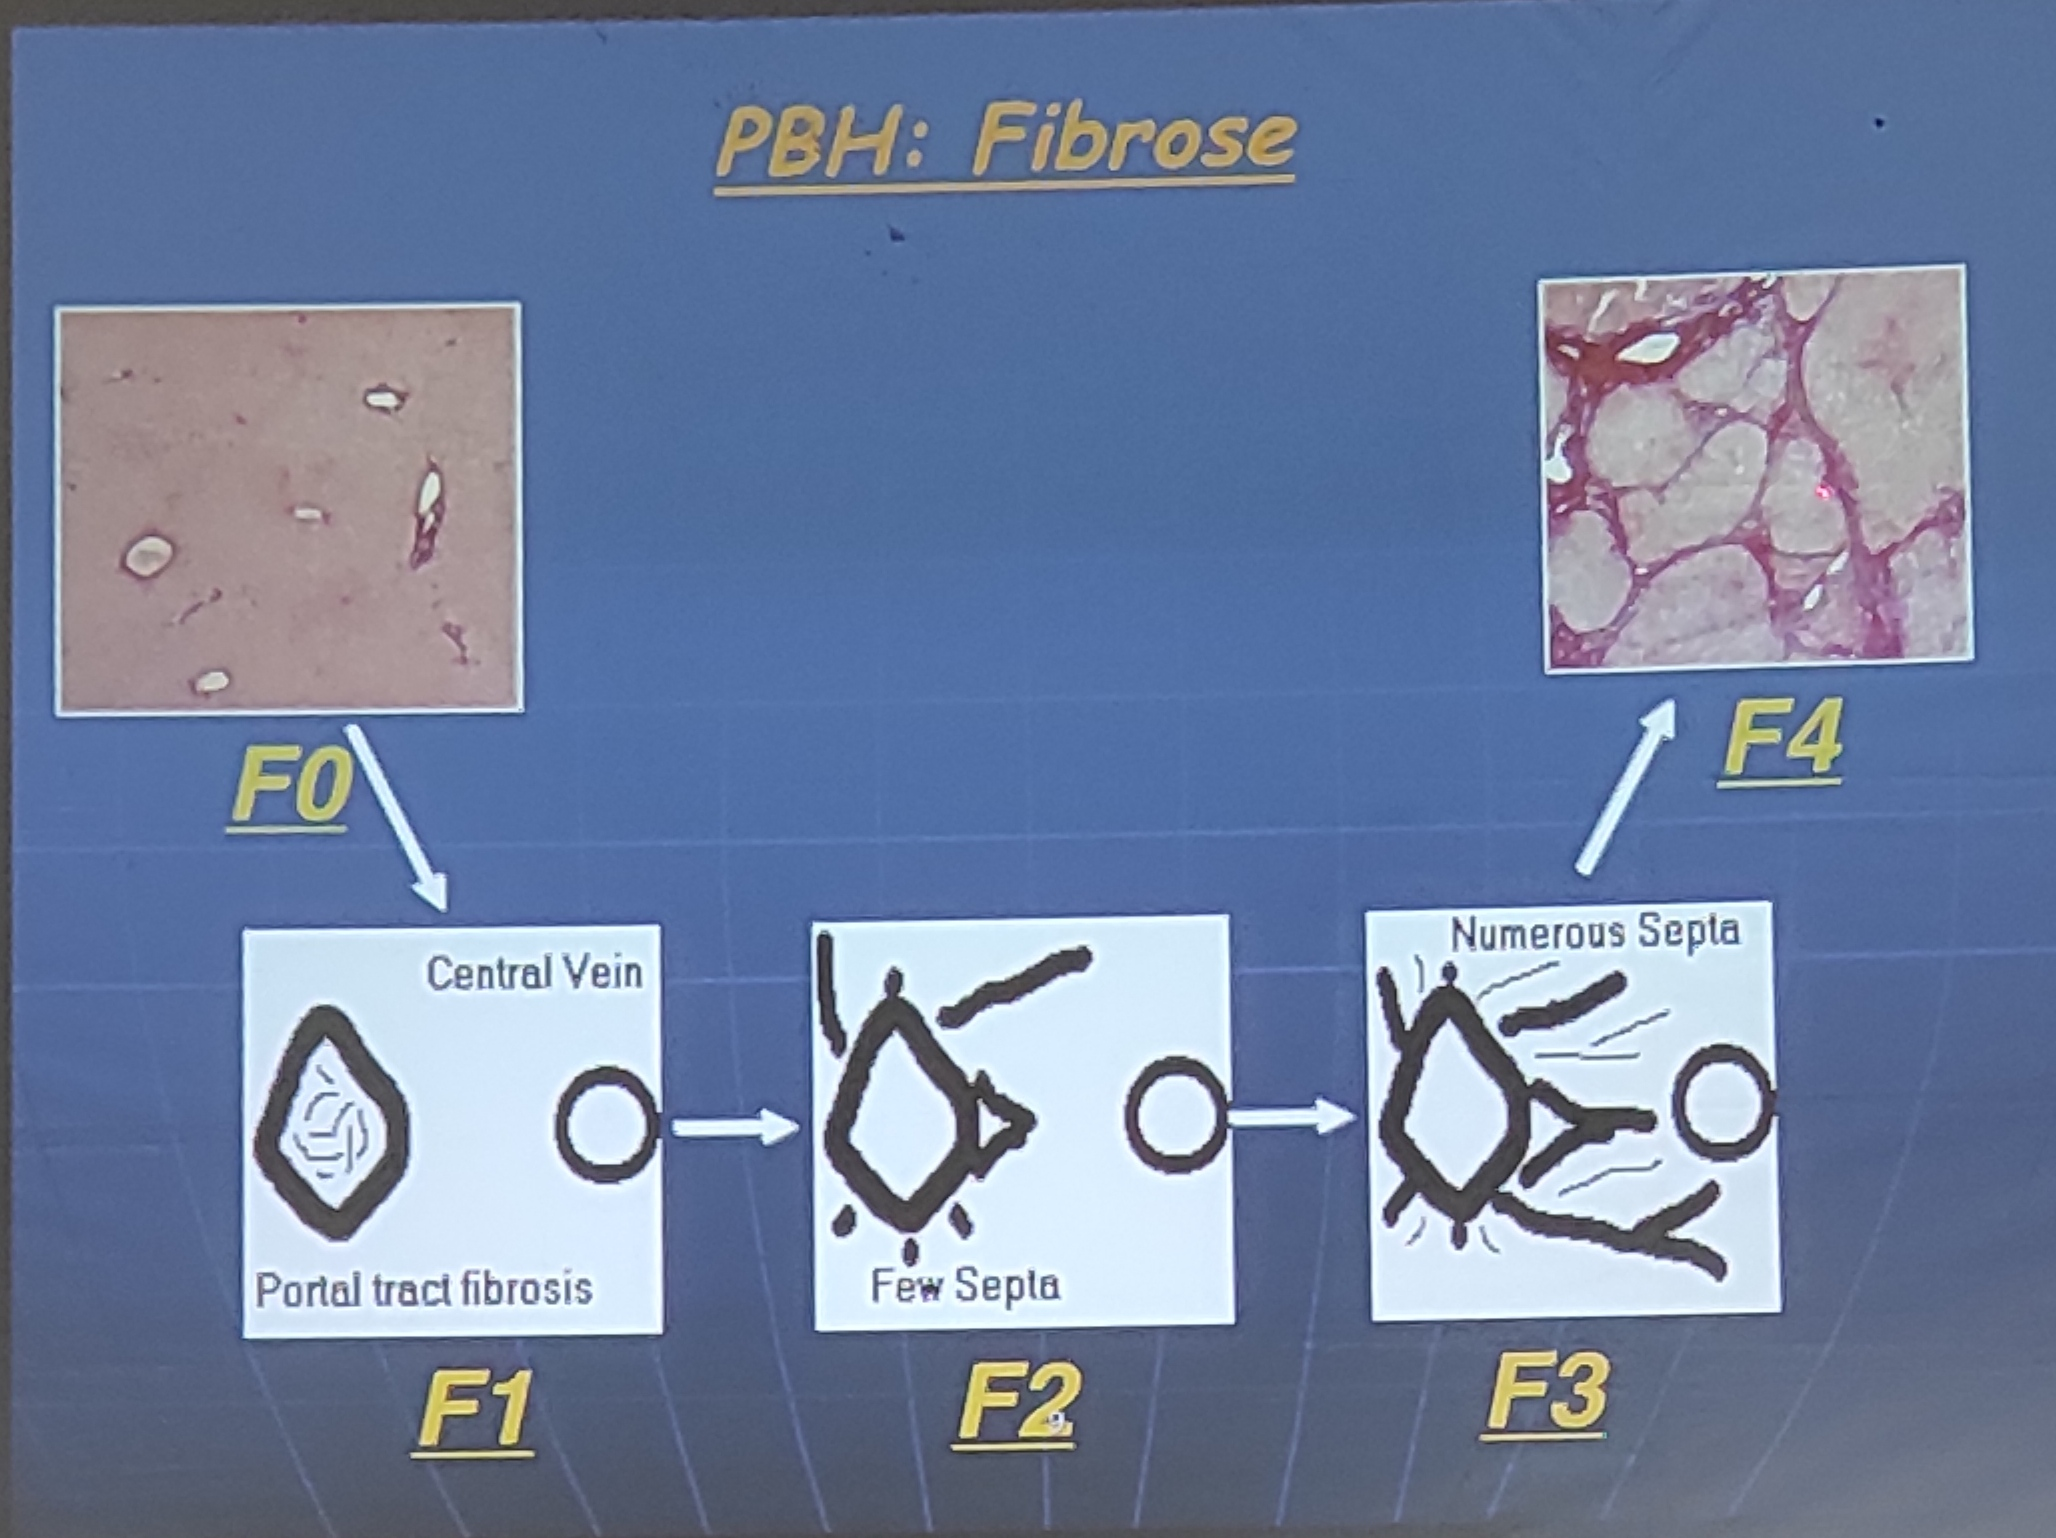 PBH: Fibrose
F0
F4
Central Vein
Portal tract fibrosis
F1
Few Septa
F2
Numerous Septa
F3